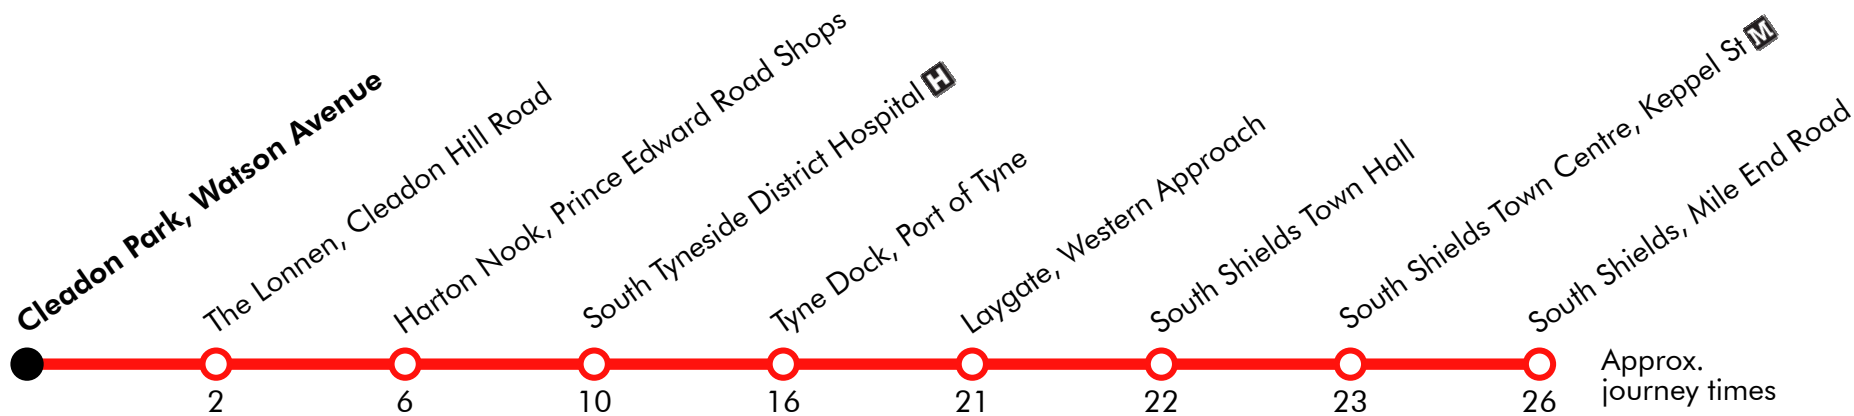 Cleadon Park, Watson Avenue
The Lonnen, Cleadon Hill Road
Harton Nook, Prince Edward Road Shops
South Tyneside District Hospital H
Tyne Dock, Port of Tyne
Laygate, Western Approach
South Shields Town Hall
South Shields Town Centre, Keppel St M
South Shields, Mile End Road
2
6
10
16
21
22
23
26
Approx.
journey times